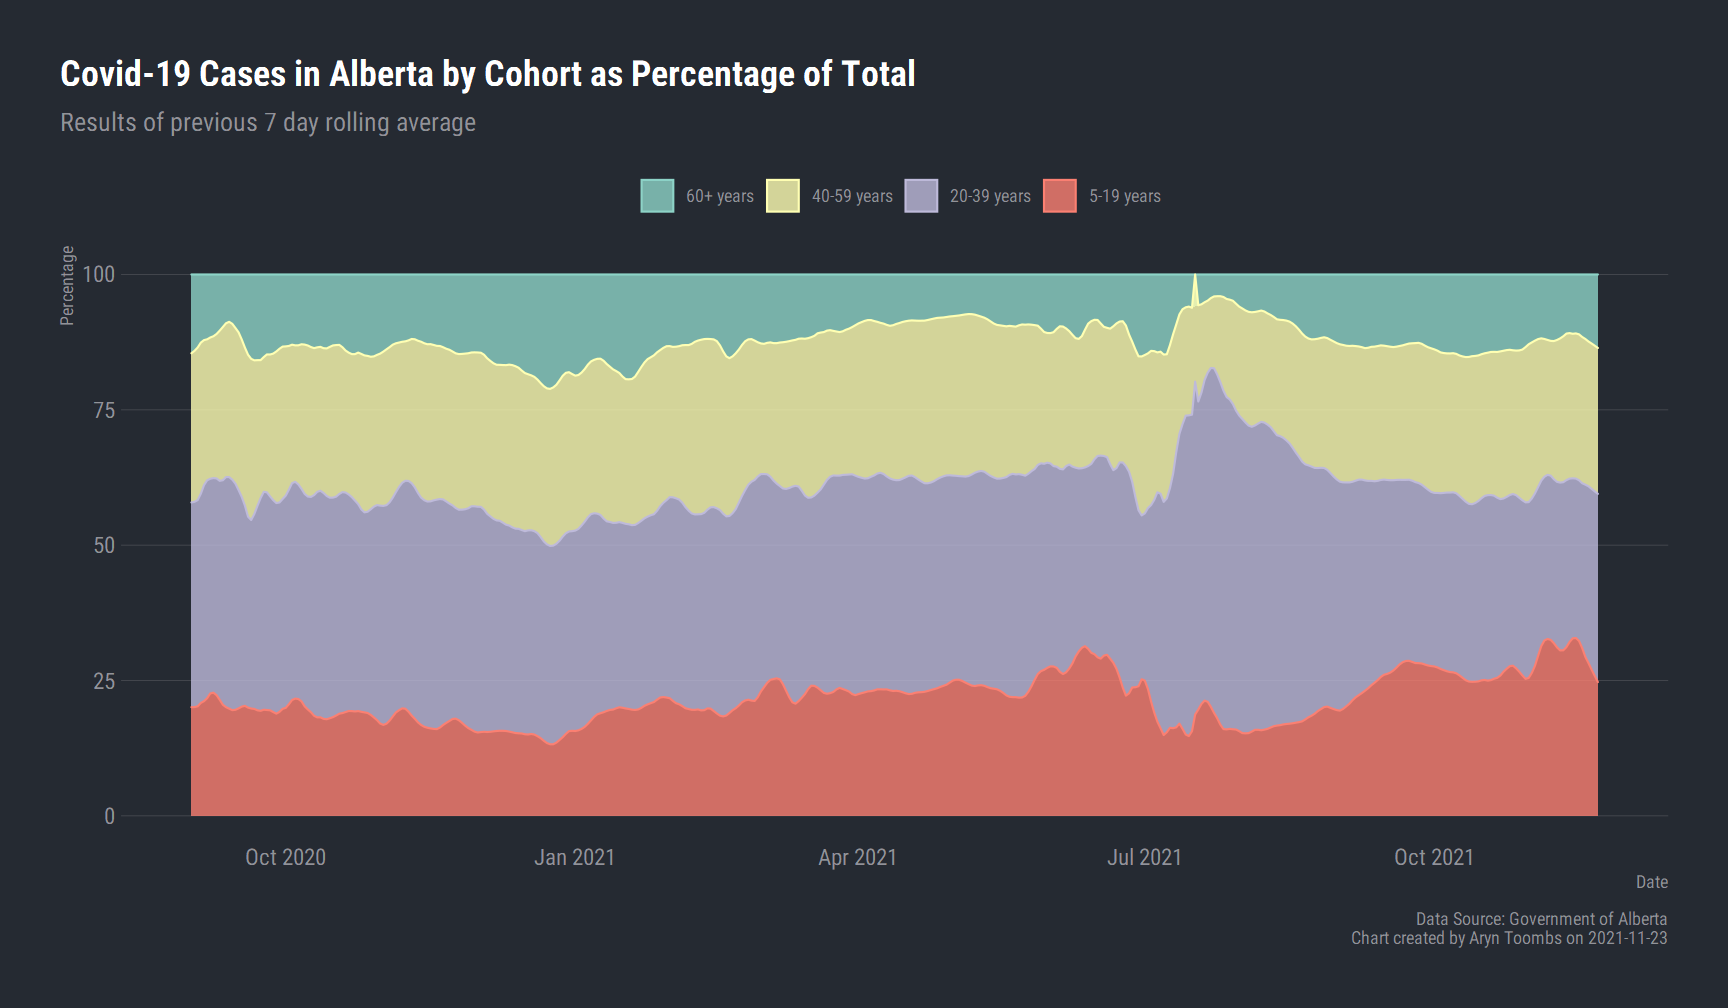 Covid-19 Cases in Alberta by Cohort as Percentage of Total
Results of previous 7 day rolling average
60+ years 40-59 years 20-39 years 5-19 years
Percentage
100
75
50
25
0
Oct 2020 Jan 2021 Apr 2021 Jul 2021 Oct 2021
Date
Data Source: Government of Alberta
Chart created by Aryn Toombs on 2021-11-23